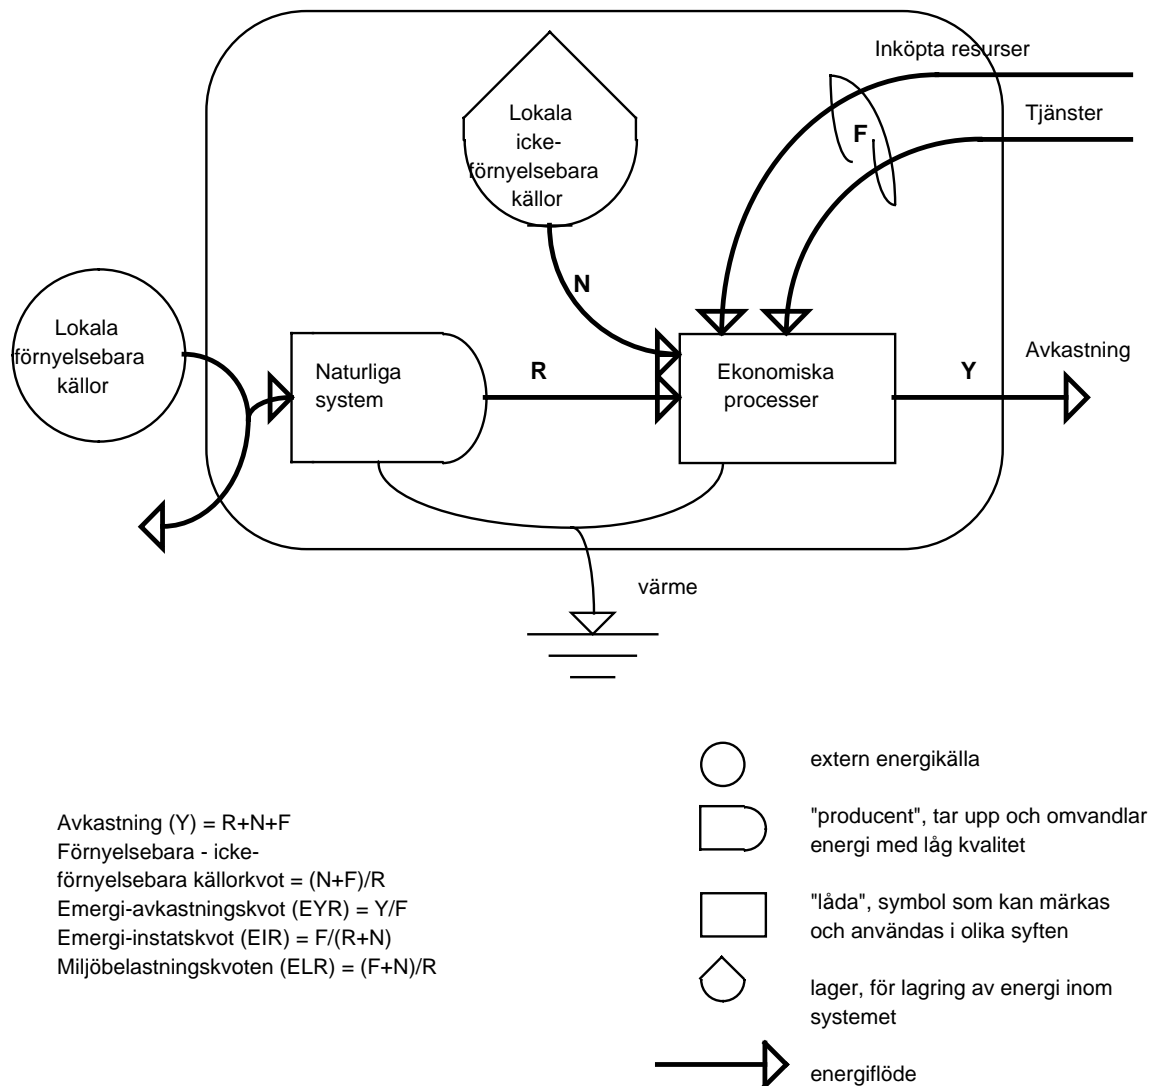 Inköpta resurser
Tjänster
F
Lokala
icke-
förnyelsebara
källor
N
Lokala
förnyelsebara
källor
Naturliga
system
R
Ekonomiska
processer
Y
Avkastning
värme
Avkastning (Y) = R+N+F
Förnyelsebara - icke-
förnyelsebara källorkvot = (N+F)/R
Emergi-avkastningskvot (EYR) = Y/F
Emergi-instatskvot (EIR) = F/(R+N)
Miljöbelastningskvoten (ELR) = (F+N)/R
extern energikälla
"producent", tar upp och omvandlar
energi med låg kvalitet
"låda", symbol som kan märkas
och användas i olika syften
lager, för lagring av energi inom
systemet
energiflöde